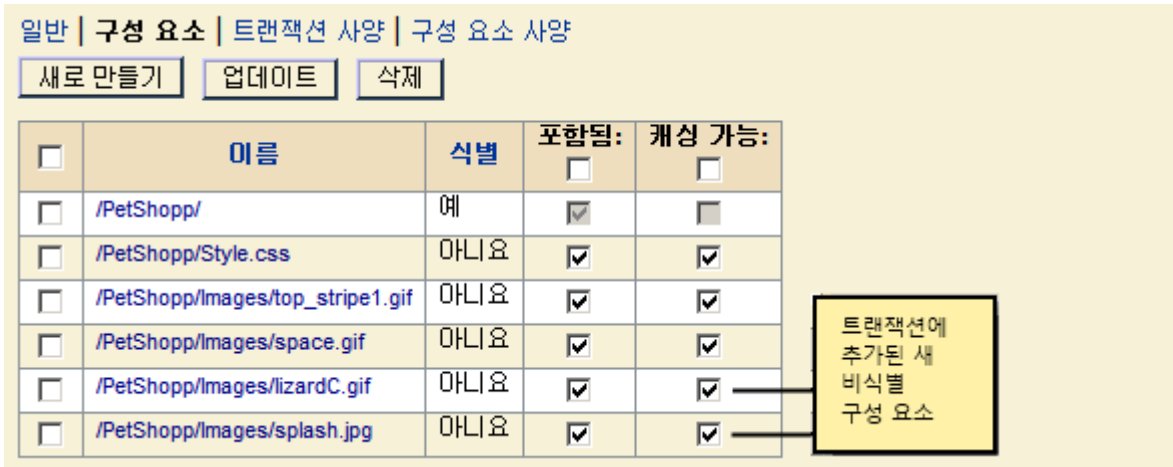 일반 | 구성 요소 | 트랜잭션 사양 | 구성 요소 사양
새로 만들기 업데이트 삭제
이름 식별 포함됨: 캐싱 가능:
/PetShopp/ 예
/PetShopp/Style.css 아니요
/PetShopp/Images/top_stripe1.gif 아니요
/PetShopp/Images/space.gif 아니요
/PetShopp/Images/lizardC.gif 아니요
/PetShopp/Images/splash.jpg 아니요
트랜잭션에
추가된 새
비식별
구성 요소